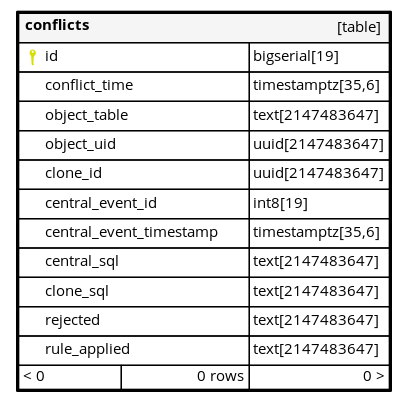 conflicts [table]
id bigserial[19]
conflict_time timestamptz[35,6]
object_table text[2147483647]
object_uid uuid[2147483647]
clone_id uuid[2147483647]
central_event_id int8[19]
central_event_timestamp timestamptz[35,6]
central_sql text[2147483647]
clone_sql text[2147483647]
rejected text[2147483647]
rule_applied text[2147483647]
< 0 0 rows 0 >